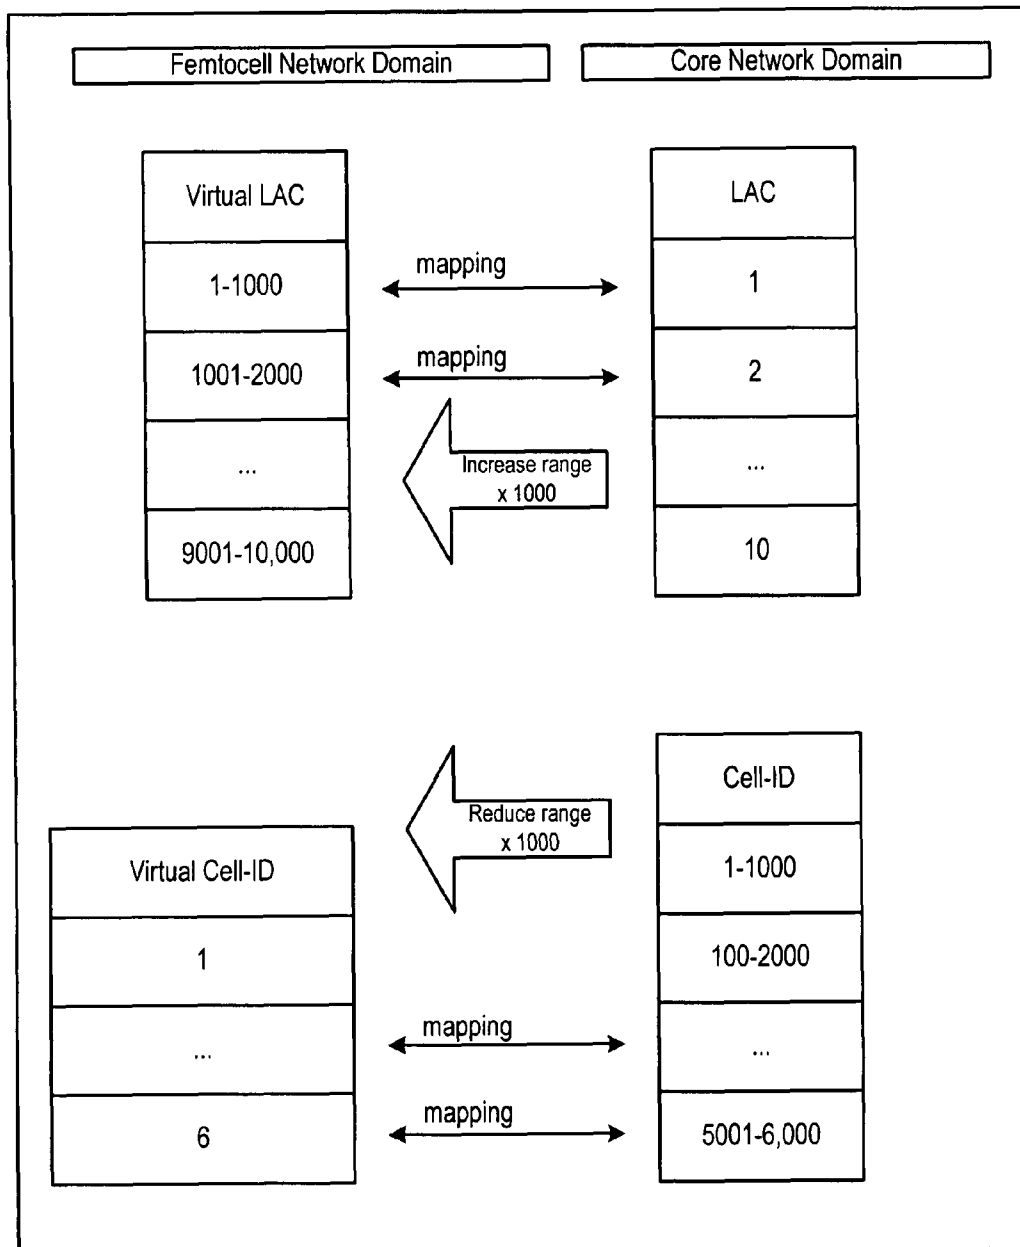 Femtocell Network Domain
Core Network Domain
Virtual LAC
LAC
1-1000
mapping
1
1001-2000
mapping
2
...
Increase range
x 1000
...
9001-10,000
10
Cell-ID
Reduce range
x 1000
Virtual Cell-ID
1-1000
1
100-2000
...
mapping
...
6
mapping
5001-6,000